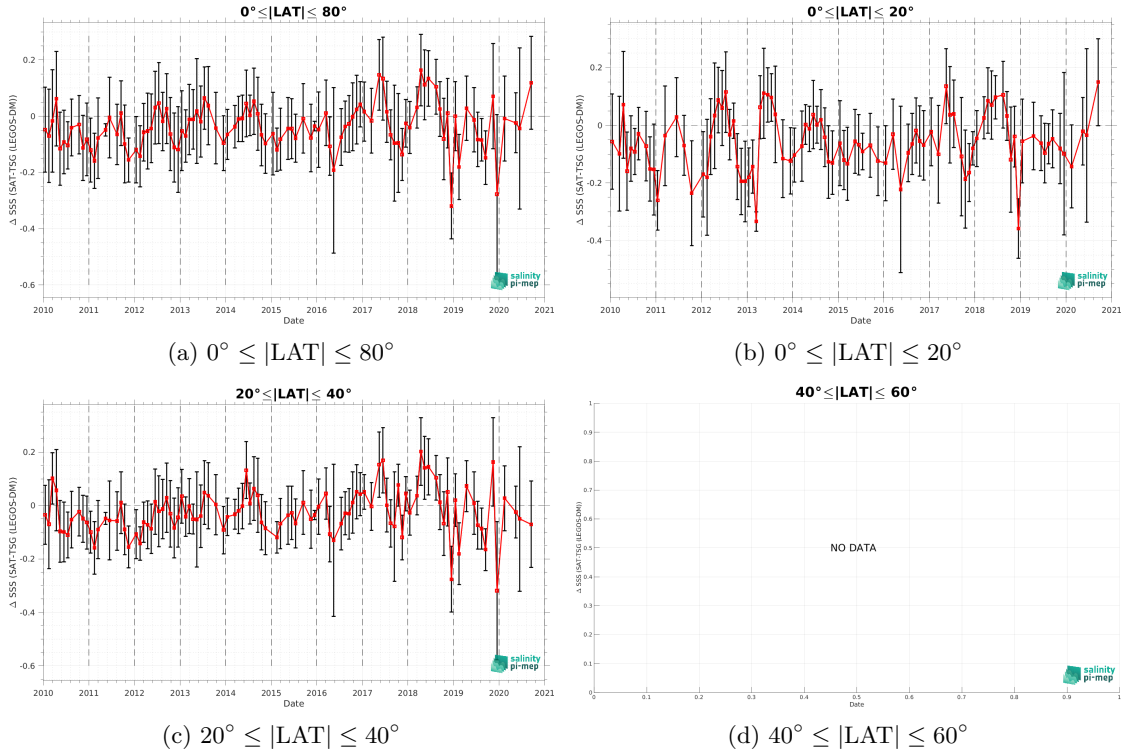 0°≤|LAT|≤ 80°
Δ SSS (SAT-TSG (LEGOS-DM))
0.2
0
-0.2
-0.4
-0.6
2010 2011 2012 2013 2014 2015 2016 2017 2018 2019 2020 2021
Date
salinity
pi-mep
(a) 0° ≤ |LAT| ≤ 80°
0°≤|LAT|≤ 20°
Δ SSS (SAT-TSG (LEGOS-DM))
0.2
0
-0.2
-0.4
2010 2011 2012 2013 2014 2015 2016 2017 2018 2019 2020 2021
Date
salinity
pi-mep
(b) 0° ≤ |LAT| ≤ 20°
20°≤|LAT|≤ 40°
Δ SSS (SAT-TSG (LEGOS-DM))
0.2
0
-0.2
-0.4
-0.6
2010 2011 2012 2013 2014 2015 2016 2017 2018 2019 2020 2021
Date
salinity
pi-mep
(c) 20° ≤ |LAT| ≤ 40°
40°≤|LAT|≤ 60°
Δ SSS (SAT-TSG (LEGOS-DM))
1
0.9
0.8
0.7
0.6
0.5
0.4
0.3
0.2
0.1
0
NO DATA
0 0.1 0.2 0.3 0.4 0.5 0.6 0.7 0.8 0.9 1
Date
salinity
pi-mep
(d) 40° ≤ |LAT| ≤ 60°